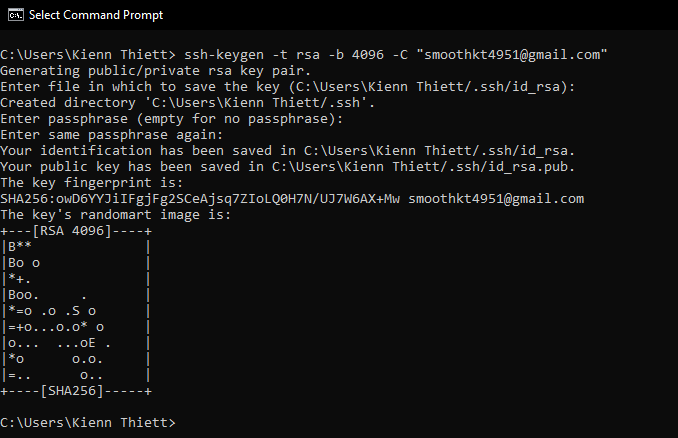 Select Command Prompt
C:\Users\Kienn Thiett> ssh-keygen -t rsa -b 4096 -C "smoothkt4951@gmail.com"
Generating public/private rsa key pair.
Enter file in which to save the key (C:\Users\Kienn Thiett/.ssh/id_rsa):
Created directory 'C:\Users\Kienn Thiett/.ssh'.
Enter passphrase (empty for no passphrase):
Enter same passphrase again:
Your identification has been saved in C:\Users\Kienn Thiett/.ssh/id_rsa.
Your public key has been saved in C:\Users\Kienn Thiett/.ssh/id_rsa.pub.
The key fingerprint is:
SHA256:owD6YYJiIFgjFg2SCeAjsq7ZIoLQ0H7N/UJ7W6AX+Mw smoothkt4951@gmail.com
The key's randomart image is:
+---[RSA 4096]----+
|B**              |
|Bo o             |
|*+.              |
|Boo.     .       |
|*=o .o .S o      |
|=+o...o.o* o     |
|o...  ...oE .    |
|*o      o.o.     |
|=..      o..     |
+----[SHA256]-----+
C:\Users\Kienn Thiett>